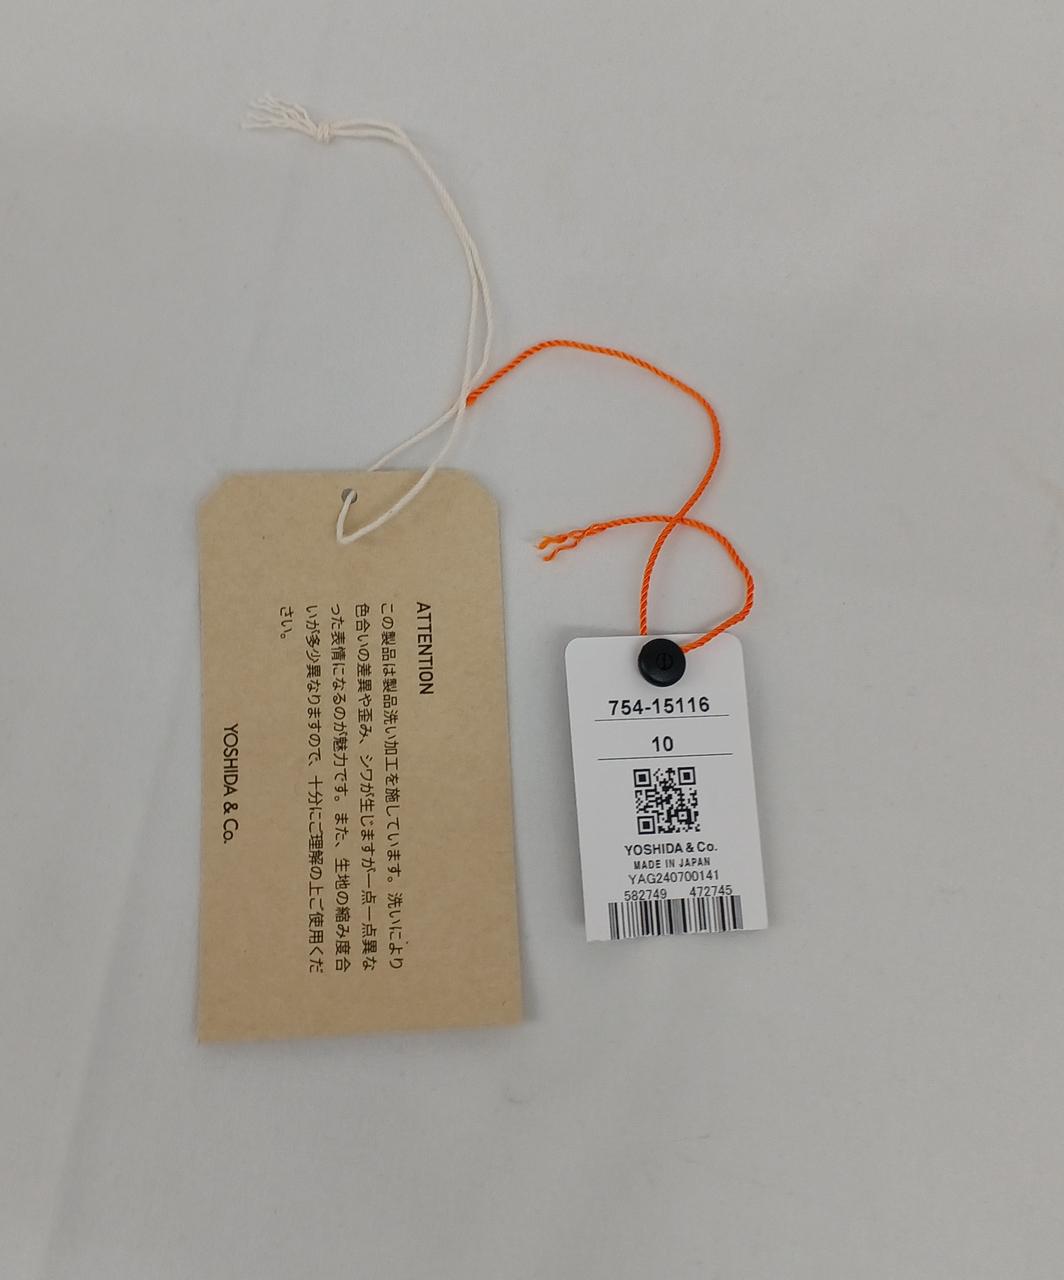 ATTENTION
この製品は製品洗い加工を施しています。洗いにより
色合いの差異や歪み、シワが生じますが一点一点異な
った表情になるのが魅力です。また、生地の縮み度合
いが多少異なりますので、十分にご理解の上ご使用くだ
さい。
YOSHIDA & Co.
754-15116
10
YOSHIDA & Co.
MADE IN JAPAN
YAG240700141
582749 472745